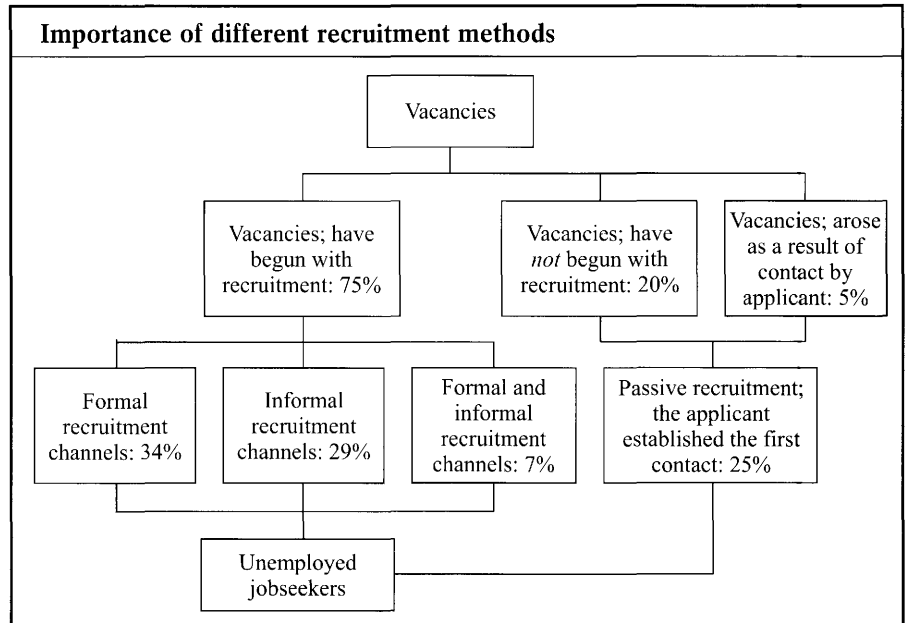 Importance of different recruitment methods
Vacancies
Vacancies; have
begun with
recruitment: 75%
Vacancies; have
not begun with
recruitment: 20%
Vacancies; arose
as a result of
contact by
applicant: 5%
Formal
recruitment
channels: 34%
Informal
recruitment
channels: 29%
Formal and
informal
recruitment
channels: 7%
Passive recruitment;
the applicant
established the first
contact: 25%
Unemployed
jobseekers